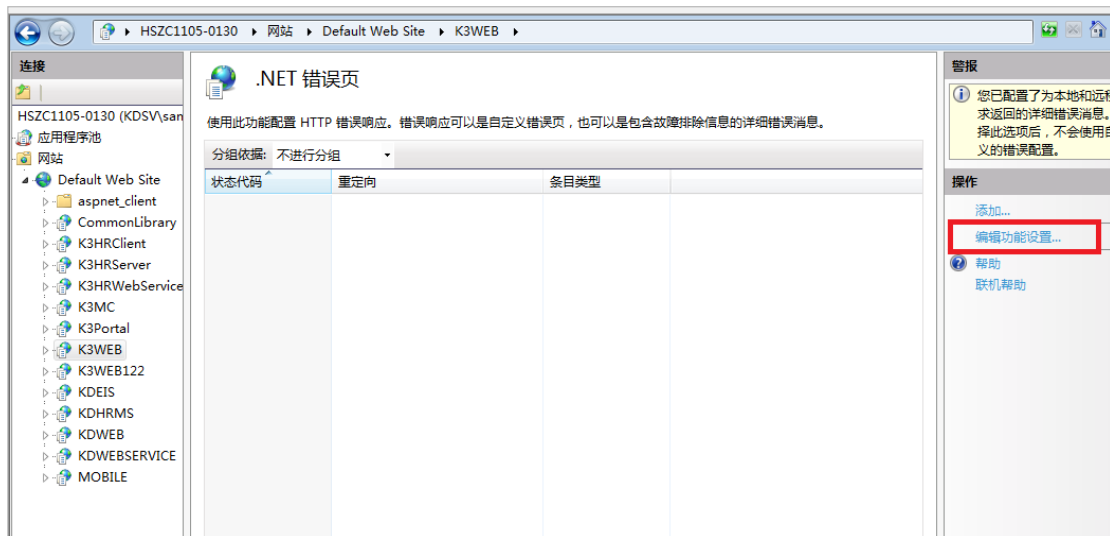 HSZC1105-0130 网站 Default Web Site K3WEB
连接
HSZC1105-0130 (KDSV\san
应用程序池
网站
Default Web Site
aspnet_client
CommonLibrary
K3HRClient
K3HRServer
K3HRWebService
K3MC
K3Portal
K3WEB
K3WEB122
KDEIS
KDHRMS
KDWEB
KDWEBSERVICE
MOBILE
.NET 错误页
使用此功能配置 HTTP 错误响应。错误响应可以是自定义错误页，也可以是包含故障排除信息的详细错误消息。
分组依据: 不进行分组
状态代码 重定向 条目类型
警报
您已配置了为本地和远程
求返回的详细错误消息。
择此选项后，不会使用自
义的错误配置。
操作
添加...
编辑功能设置...
帮助
联机帮助